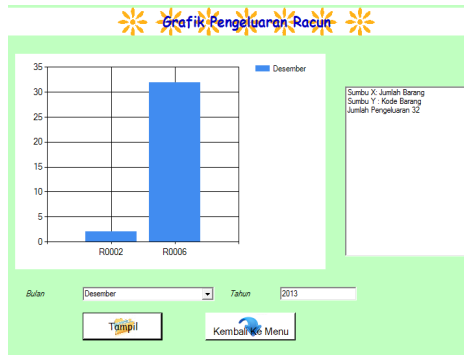 Grafik Pengeluaran Racun
35
30
25
20
15
10
5
0
R0002 R0006
Desember
Sumbu X: Jumlah Barang
Sumbu Y : Kode Barang
Jumlah Pengeluaran 32
Bulan Desember Tahun 2013
Tampil Kembali Ke Menu